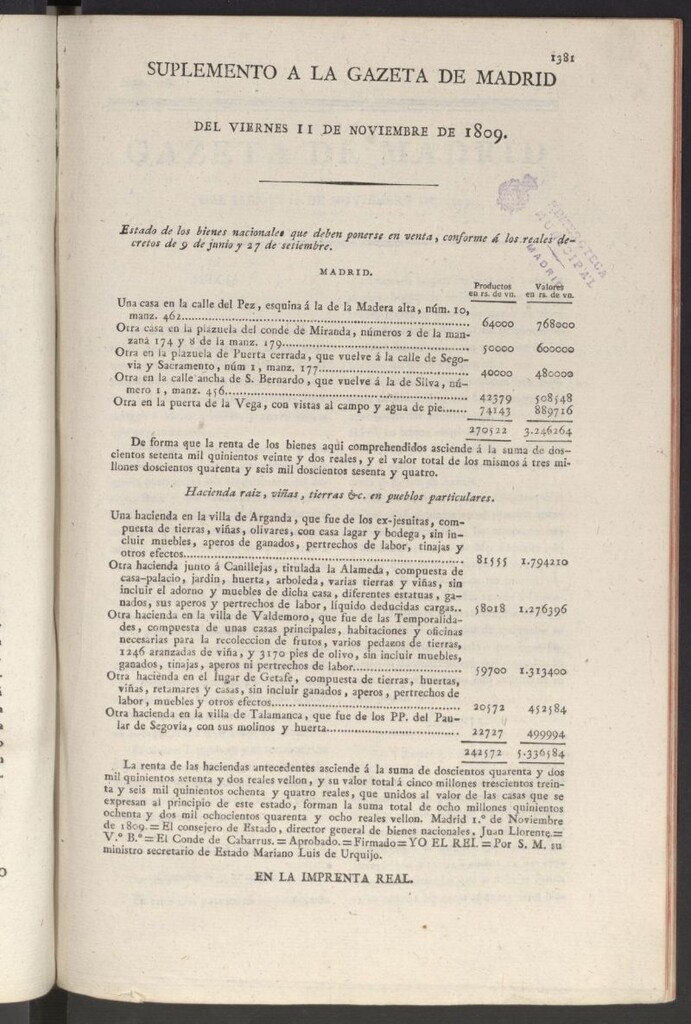 1381
SUPLEMENTO A LA GAZETA DE MADRID
DEL VIERNES 11 DE NOVIEMBRE DE 1809.
HEMEROTECA
MUNICIPAL
MADRID
Estado de los bienes nacionales que deben ponerse en venta, conforme á los reales de-
cretos de 9 de junio y 27 de setiembre.
MADRID.
Productos en rs. de vn. Valores en rs. de vn.
Una casa en la calle del Pez, esquina á la de la Madera alta, núm. 10,
manz. 462 64000 768000
Otra casa en la plazuela del conde de Miranda, números 2 de la man-
zana 174 y 8 de la manz. 179 50000 600000
Otra en la plazuela de Puerta cerrada, que vuelve á la calle de Sego-
via y Sacramento, núm 1, manz. 177 40000 480000
Otra en la calle ancha de S. Bernardo, que vuelve á la de Silva, nú-
mero 1, manz. 456 42379 508548
Otra en la puerta de la Vega, con vistas al campo y agua de pie 74143 889716
270522 3.246264
De forma que la renta de los bienes aqui comprehendidos asciende á la suma de dos-
cientos setenta mil quinientos veinte y dos reales, y el valor total de los mismos á tres mi-
llones doscientos quarenta y seis mil doscientos sesenta y quatro.
Hacienda raiz, viñas, tierras &c. en pueblos particulares.
Una hacienda en la villa de Arganda, que fue de los ex-jesuitas, com-
puesta de tierras, viñas, olivares, con casa lagar y bodega, sin in-
cluir muebles, aperos de ganados, pertrechos de labor, tinajas y
otros efectos 81555 1.794210
Otra hacienda junto á Canillejas, titulada la Alameda, compuesta de
casa-palacio, jardin, huerta, arboleda, varias tierras y viñas, sin
incluir el adorno y muebles de dicha casa, diferentes estatuas, ga-
nados, sus aperos y pertrechos de labor, líquido deducidas cargas.. 58018 1.276396
Otra hacienda en la villa de Valdemoro, que fue de las Temporalida-
des, compuesta de unas casas principales, habitaciones y oficinas
necesarias para la recoleccion de frutos, varios pedazos de tierras,
1246 aranzadas de viña, y 3170 pies de olivo, sin incluir muebles,
ganados, tinajas, aperos ni pertrechos de labor 59700 1.313400
Otra hacienda en el lugar de Getafe, compuesta de tierras, huertas,
viñas, retamares y casas, sin incluir ganados, aperos, pertrechos de
labor, muebles y otros efectos 20572 452584
Otra hacienda en la villa de Talamanca, que fue de los PP. del Pau-
lar de Segovia, con sus molinos y huerta 22727 499994
242572 5.336584
La renta de las haciendas antecedentes asciende á la suma de doscientos quarenta y dos
mil quinientos setenta y dos reales vellon, y su valor total á cinco millones trescientos trein-
ta y seis mil quinientos ochenta y quatro reales, que unidos al valor de las casas que se
expresan al principio de este estado, forman la suma total de ocho millones quinientos
ochenta y dos mil ochocientos quarenta y ocho reales vellon. Madrid 1.º de Noviembre
de 1809.=El consejero de Estado, director general de bienes nacionales, Juan Llorente.=
V.º B.º=El Conde de Cabarrus.=Aprobado.=Firmado=YO EL REI.=Por S. M. su
ministro secretario de Estado Mariano Luis de Urquijo.
EN LA IMPRENTA REAL.